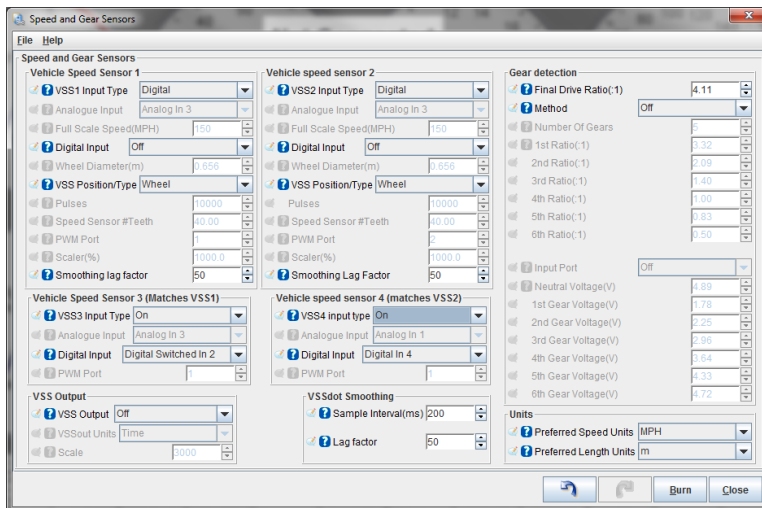 Speed and Gear Sensors
File Help
Speed and Gear Sensors
Vehicle Speed Sensor 1
VSS1 Input Type Digital
Analogue Input Analog In 3
Full Scale Speed(MPH) 150
Digital Input Off
Wheel Diameter(m) 0.656
VSS Position/Type Wheel
Pulses 10000
Speed Sensor #Teeth 40.00
PWM Port 1
Scaler(%) 1000.0
Smoothing lag factor 50
Vehicle speed sensor 2
VSS2 Input Type Digital
Analogue Input Analog In 3
Full Scale Speed(MPH) 150
Digital Input Off
Wheel Diameter(m) 0.656
VSS Position/Type Wheel
Pulses 10000
Speed Sensor #Teeth 40.00
PWM Port 2
Scaler(%) 1000.0
Smoothing Lag Factor 50
Gear detection
Final Drive Ratio(:1) 4.11
Method Off
Number Of Gears 5
1st Ratio(:1) 3.32
2nd Ratio(:1) 2.09
3rd Ratio(:1) 1.40
4th Ratio(:1) 1.00
5th Ratio(:1) 0.83
6th Ratio(:1) 0.50
Input Port Off
Neutral Voltage(V) 4.89
1st Gear Voltage(V) 1.78
2nd Gear Voltage(V) 2.25
3rd Gear Voltage(V) 2.96
4th Gear Voltage(V) 3.64
5th Gear Voltage(V) 4.33
6th Gear Voltage(V) 4.72
Vehicle Speed Sensor 3 (Matches VSS1)
VSS3 Input Type On
Analogue Input Analog In 3
Digital Input Digital Switched In 2
PWM Port 1
Vehicle speed sensor 4 (matches VSS2)
VSS4 input type On
Analogue Input Analog In 1
Digital Input Digital In 4
PWM Port 1
VSS Output
VSS Output Off
VSSout Units Time
Scale 3000
VSSdot Smoothing
Sample Interval(ms) 200
Lag factor 50
Units
Preferred Speed Units MPH
Preferred Length Units m
Burn Close